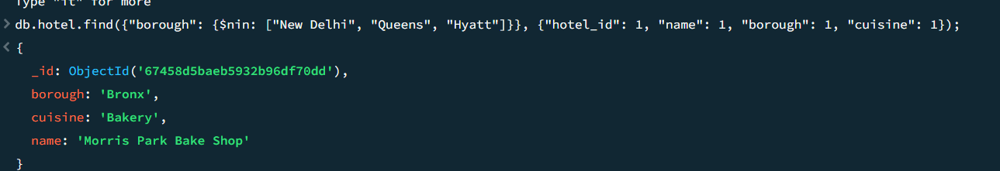 Type "it" for more
> db.hotel.find({"borough": {$nin: ["New Delhi", "Queens", "Hyatt"]}}, {"hotel_id": 1, "name": 1, "borough": 1, "cuisine": 1});
< {
_id: ObjectId('67458d5baeb5932b96df70dd'),
borough: 'Bronx',
cuisine: 'Bakery',
name: 'Morris Park Bake Shop'
}